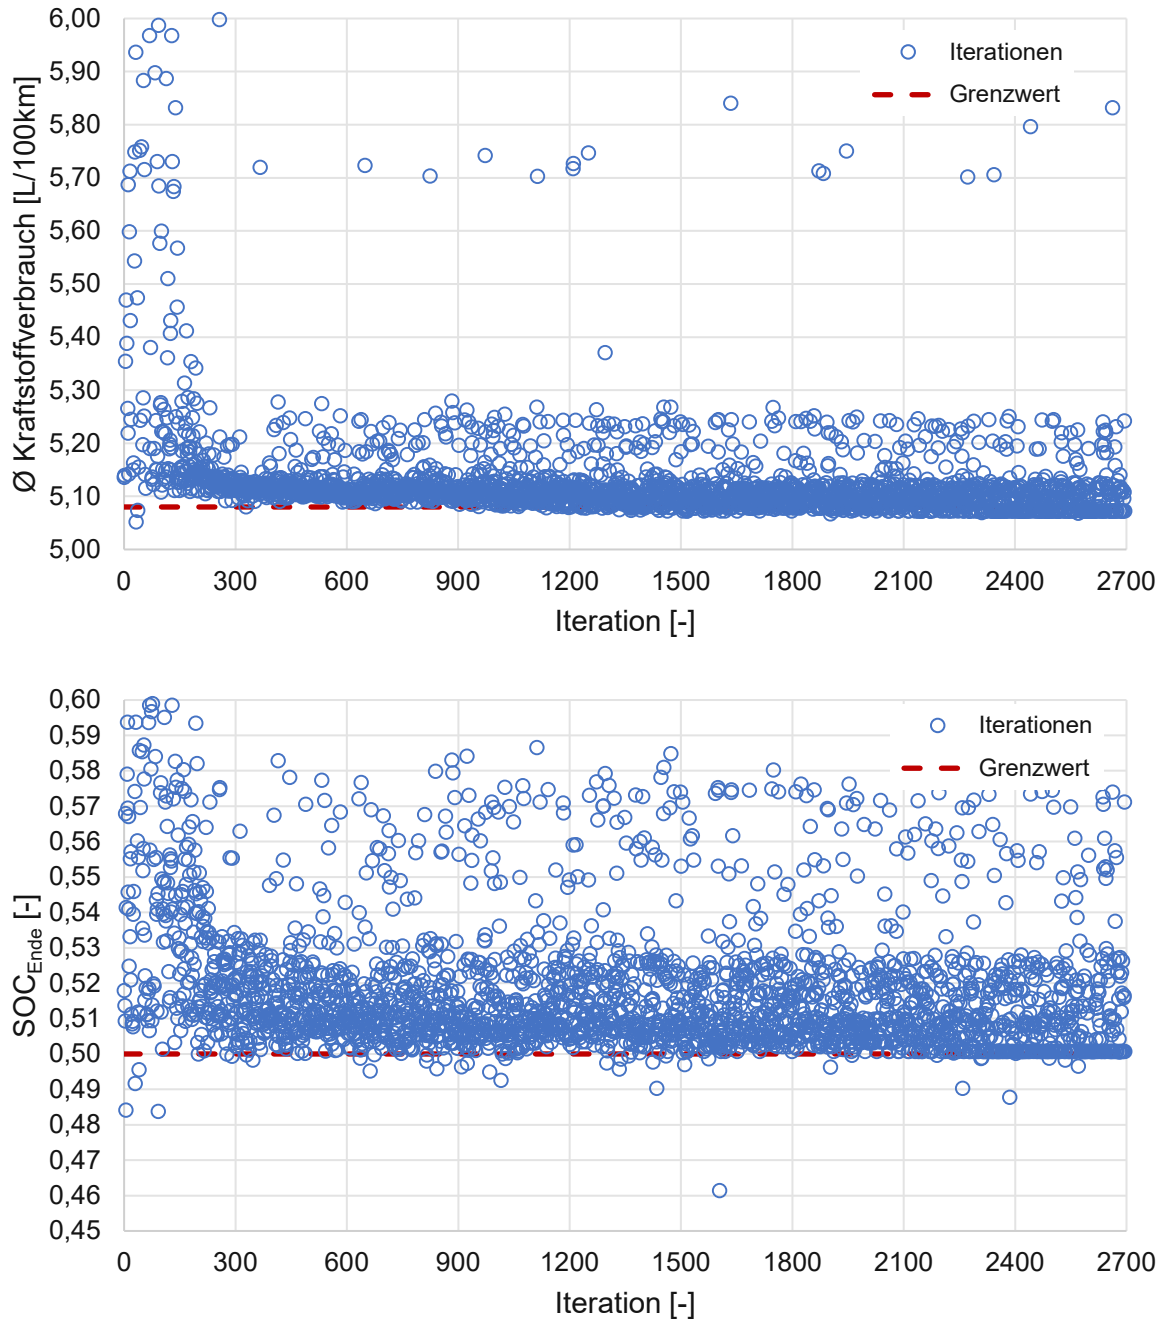 6,00
5,90
5,80
5,70
5,60
5,50
5,40
5,30
5,20
5,10
5,00
Ø Kraftstoffverbrauch [L/100km]
Iterationen
Grenzwert
0 300 600 900 1200 1500 1800 2100 2400 2700
Iteration [-]
0,60
0,59
0,58
0,57
0,56
0,55
0,54
0,53
0,52
0,51
0,50
0,49
0,48
0,47
0,46
0,45
SOC_Ende [-]
Iterationen
Grenzwert
0 300 600 900 1200 1500 1800 2100 2400 2700
Iteration [-]